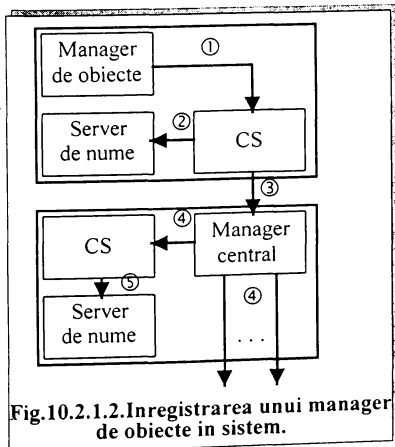 Manager
de obiecte
①
Server
de nume
②
CS
③
CS
④
Manager
central
⑤
④
Server
de nume
. . .
Fig.10.2.1.2.Inregistrarea unui manager
de obiecte in sistem.